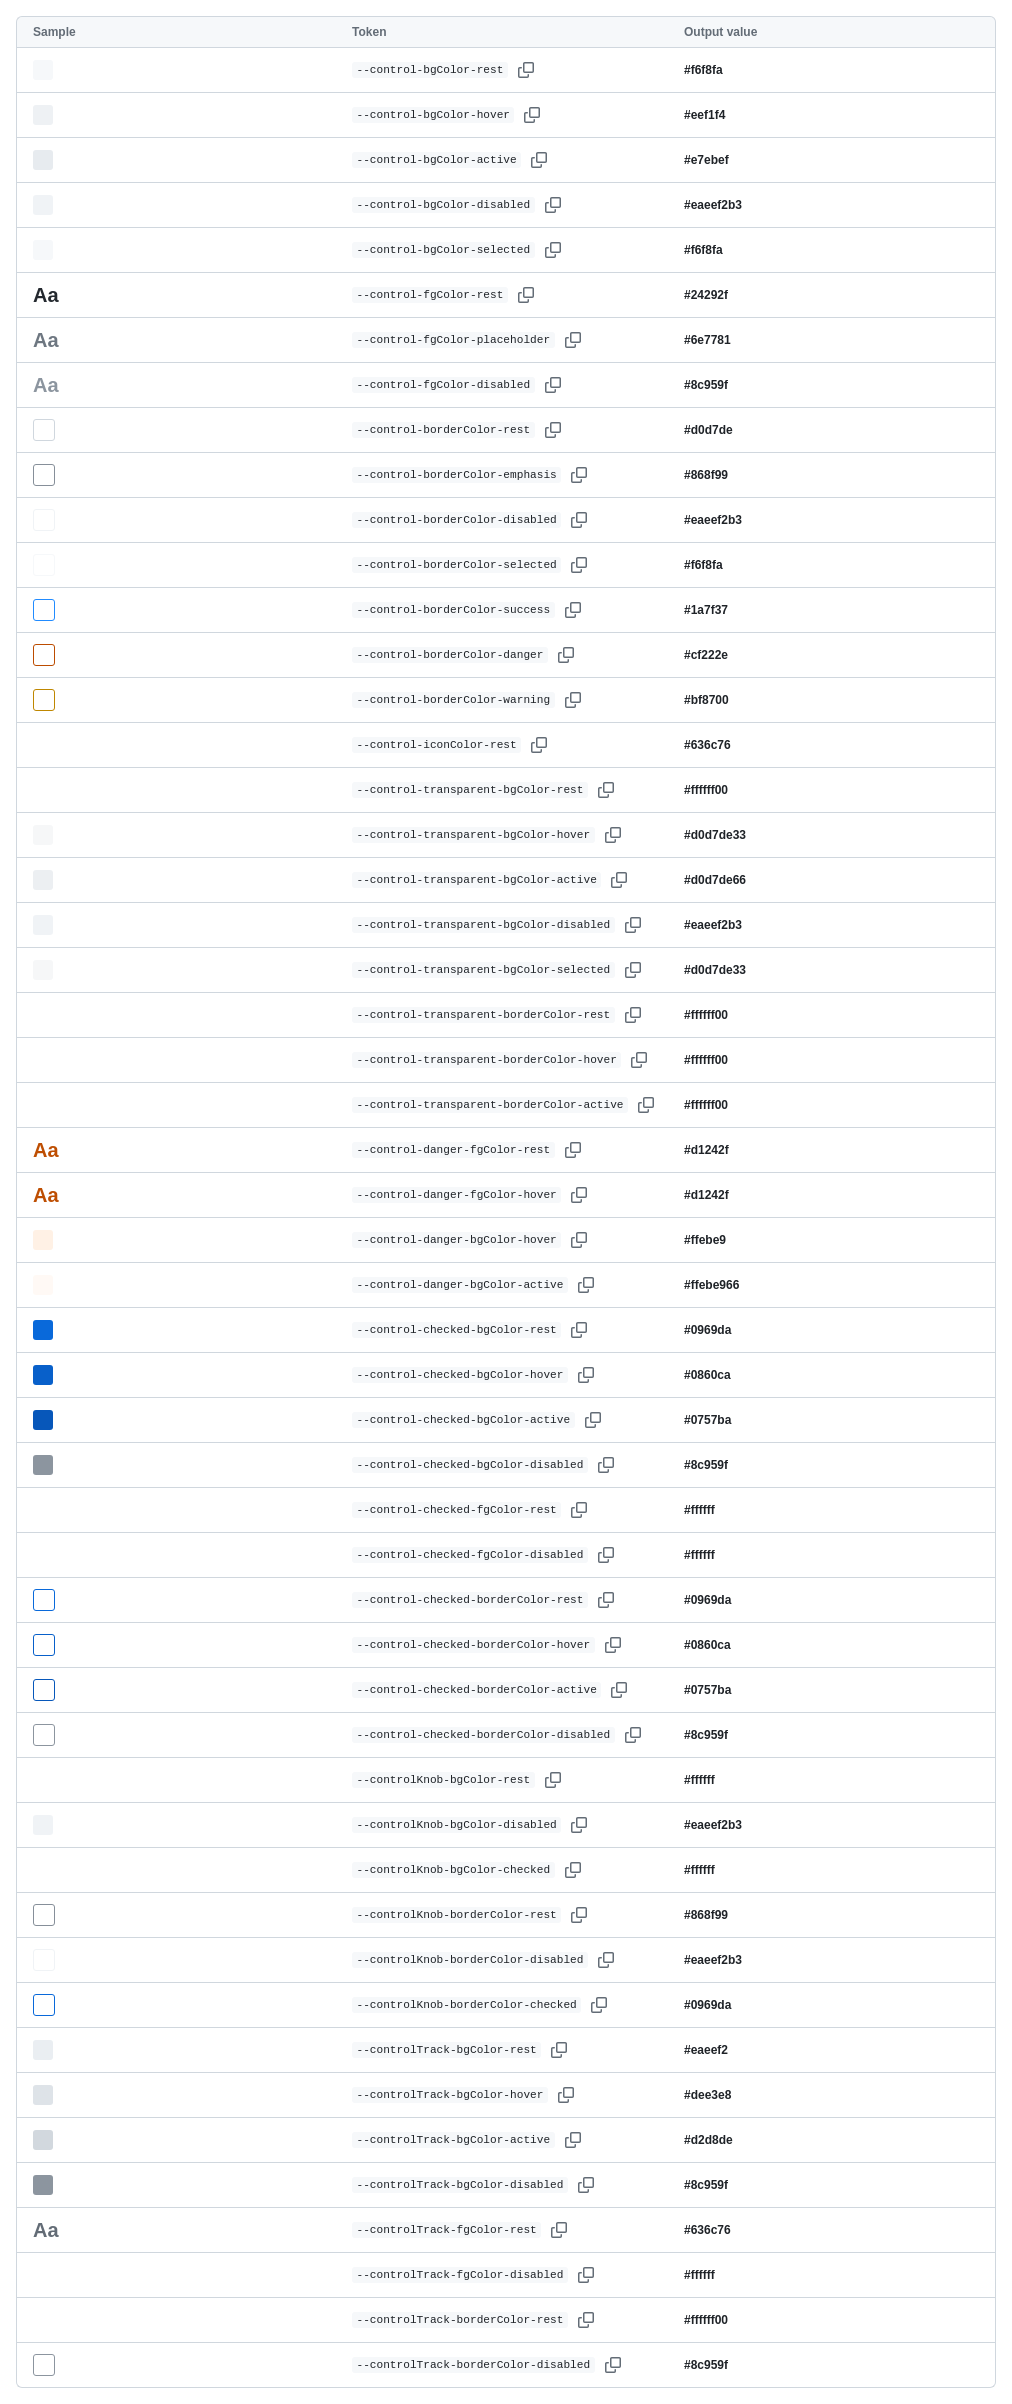 Sample Token Output value
--control-bgColor-rest #f6f8fa
--control-bgColor-hover #eef1f4
--control-bgColor-active #e7ebef
--control-bgColor-disabled #eaeef2b3
--control-bgColor-selected #f6f8fa
Aa --control-fgColor-rest #24292f
Aa --control-fgColor-placeholder #6e7781
Aa --control-fgColor-disabled #8c959f
--control-borderColor-rest #d0d7de
--control-borderColor-emphasis #868f99
--control-borderColor-disabled #eaeef2b3
--control-borderColor-selected #f6f8fa
--control-borderColor-success #1a7f37
--control-borderColor-danger #cf222e
--control-borderColor-warning #bf8700
--control-iconColor-rest #636c76
--control-transparent-bgColor-rest #ffffff00
--control-transparent-bgColor-hover #d0d7de33
--control-transparent-bgColor-active #d0d7de66
--control-transparent-bgColor-disabled #eaeef2b3
--control-transparent-bgColor-selected #d0d7de33
--control-transparent-borderColor-rest #ffffff00
--control-transparent-borderColor-hover #ffffff00
--control-transparent-borderColor-active #ffffff00
Aa --control-danger-fgColor-rest #d1242f
Aa --control-danger-fgColor-hover #d1242f
--control-danger-bgColor-hover #ffebe9
--control-danger-bgColor-active #ffebe966
--control-checked-bgColor-rest #0969da
--control-checked-bgColor-hover #0860ca
--control-checked-bgColor-active #0757ba
--control-checked-bgColor-disabled #8c959f
--control-checked-fgColor-rest #ffffff
--control-checked-fgColor-disabled #ffffff
--control-checked-borderColor-rest #0969da
--control-checked-borderColor-hover #0860ca
--control-checked-borderColor-active #0757ba
--control-checked-borderColor-disabled #8c959f
--controlKnob-bgColor-rest #ffffff
--controlKnob-bgColor-disabled #eaeef2b3
--controlKnob-bgColor-checked #ffffff
--controlKnob-borderColor-rest #868f99
--controlKnob-borderColor-disabled #eaeef2b3
--controlKnob-borderColor-checked #0969da
--controlTrack-bgColor-rest #eaeef2
--controlTrack-bgColor-hover #dee3e8
--controlTrack-bgColor-active #d2d8de
--controlTrack-bgColor-disabled #8c959f
Aa --controlTrack-fgColor-rest #636c76
--controlTrack-fgColor-disabled #ffffff
--controlTrack-borderColor-rest #ffffff00
--controlTrack-borderColor-disabled #8c959f